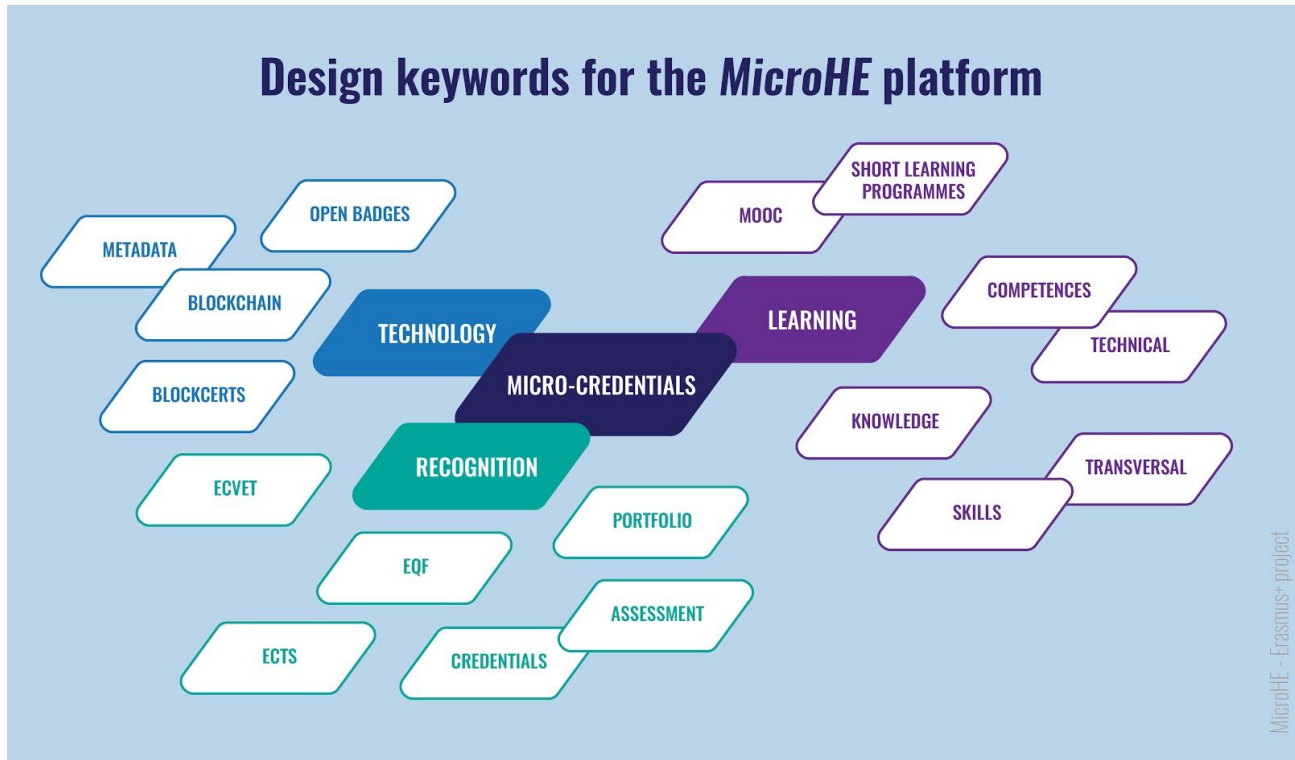 Design keywords for the MicroHE platform
OPEN BADGES
METADATA
BLOCKCHAIN
BLOCKCERTS
TECHNOLOGY
MICRO-CREDENTIALS
LEARNING
MOOC
SHORT LEARNING
PROGRAMMES
COMPETENCES
TECHNICAL
KNOWLEDGE
TRANSVERSAL
SKILLS
RECOGNITION
ECVET
EQF
ECTS
PORTFOLIO
ASSESSMENT
CREDENTIALS
MicroHE - Erasmus+ project